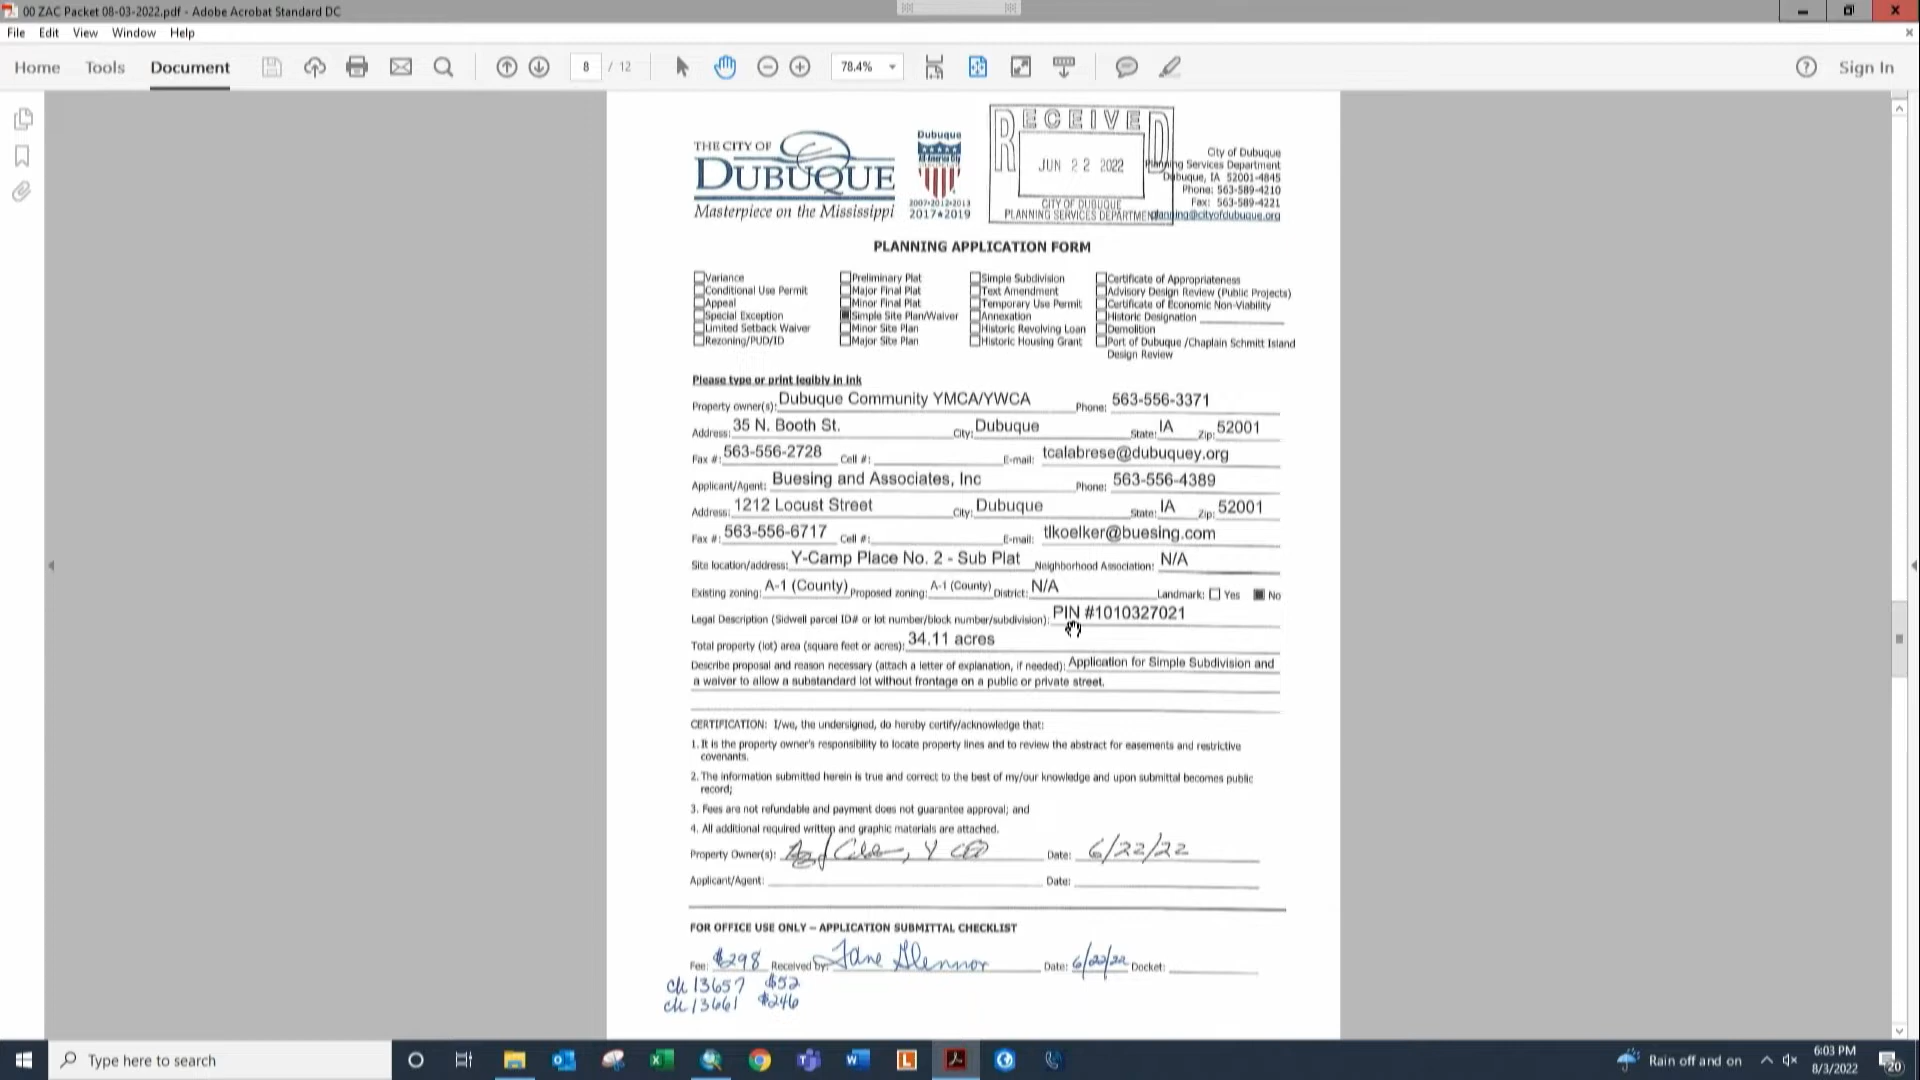 00 ZAC Packet 08-03-2022.pdf - Adobe Acrobat Standard DC
File Edit View Window Help
Home Tools Document 8 / 12 78.4% Sign In
RECEIVED
JUN 22 2022
CITY OF DUBUQUE
PLANNING SERVICES DEPARTMENT
THE CITY OF
DUBUQUE
Masterpiece on the Mississippi
Dubuque
All-America City
2007•2012•2013
2017★2019
City of Dubuque
Planning Services Department
Dubuque, IA 52001-4845
Phone: 563-589-4210
Fax: 563-589-4221
planning@cityofdubuque.org
PLANNING APPLICATION FORM
Variance Preliminary Plat Simple Subdivision Certificate of Appropriateness
Conditional Use Permit Major Final Plat Text Amendment Advisory Design Review (Public Projects)
Appeal Minor Final Plat Temporary Use Permit Certificate of Economic Non-Viability
Special Exception Simple Site Plan/Waiver Annexation Historic Designation
Limited Setback Waiver Minor Site Plan Historic Revolving Loan Demolition
Rezoning/PUD/ID Major Site Plan Historic Housing Grant Port of Dubuque /Chaplain Schmitt Island
Design Review
Please type or print legibly in ink
Property owner(s): Dubuque Community YMCA/YWCA Phone: 563-556-3371
Address: 35 N. Booth St. City: Dubuque State: IA Zip: 52001
Fax #: 563-556-2728 Cell #: E-mail: tcalabrese@dubuquey.org
Applicant/Agent: Buesing and Associates, Inc Phone: 563-556-4389
Address: 1212 Locust Street City: Dubuque State: IA Zip: 52001
Fax #: 563-556-6717 Cell #: E-mail: tlkoelker@buesing.com
Site location/address: Y-Camp Place No. 2 - Sub Plat Neighborhood Association: N/A
Existing zoning: A-1 (County) Proposed zoning: A-1 (County) District: N/A Landmark: Yes No
Legal Description (Sidwell parcel ID# or lot number/block number/subdivision): PIN #1010327021
Total property (lot) area (square feet or acres): 34.11 acres
Describe proposal and reason necessary (attach a letter of explanation, if needed): Application for Simple Subdivision and
a waiver to allow a substandard lot without frontage on a public or private street.
CERTIFICATION: I/we, the undersigned, do hereby certify/acknowledge that:
1. It is the property owner's responsibility to locate property lines and to review the abstract for easements and restrictive
covenants.
2. The information submitted herein is true and correct to the best of my/our knowledge and upon submittal becomes public
record;
3. Fees are not refundable and payment does not guarantee approval; and
4. All additional required written and graphic materials are attached.
Property Owner(s): , Y CEO Date: 6/22/22
Applicant/Agent: Date:
FOR OFFICE USE ONLY – APPLICATION SUBMITTAL CHECKLIST
Fee: $298 Received by: Jane Glennon Date: 6/22/22 Docket:
ck 13657 $52
ck 13661 $246
Type here to search Rain off and on 6:03 PM
8/3/2022
20